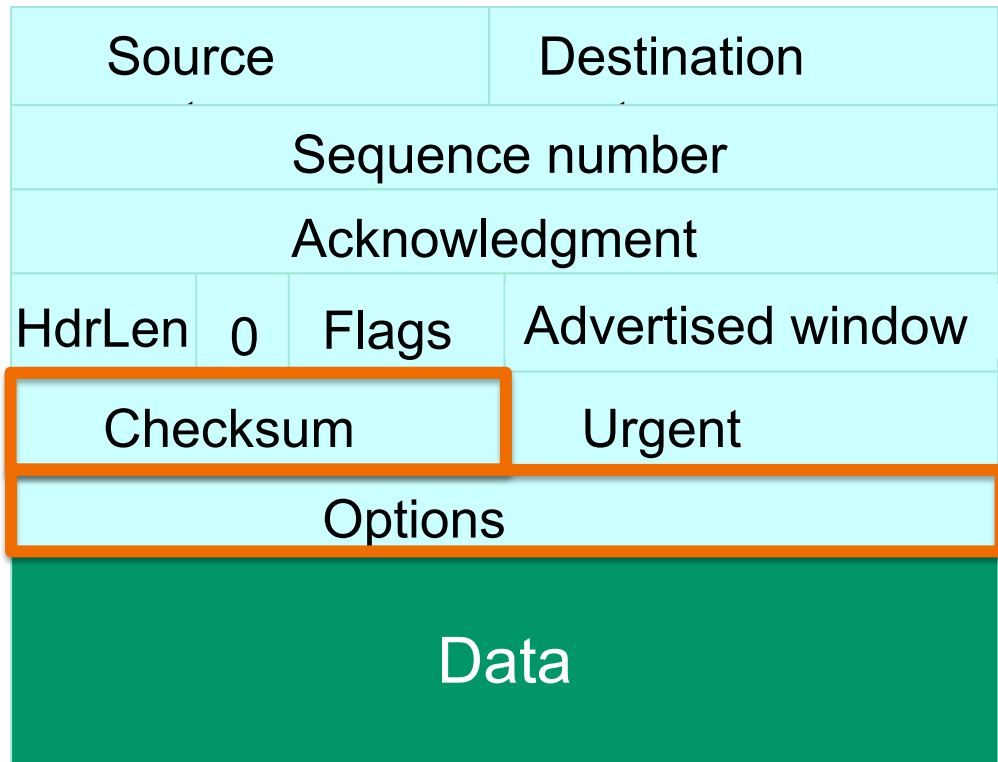 Source
Destination
Sequence number
Acknowledgment
HdrLen
0
Flags
Advertised window
Checksum
Urgent
Options
Data